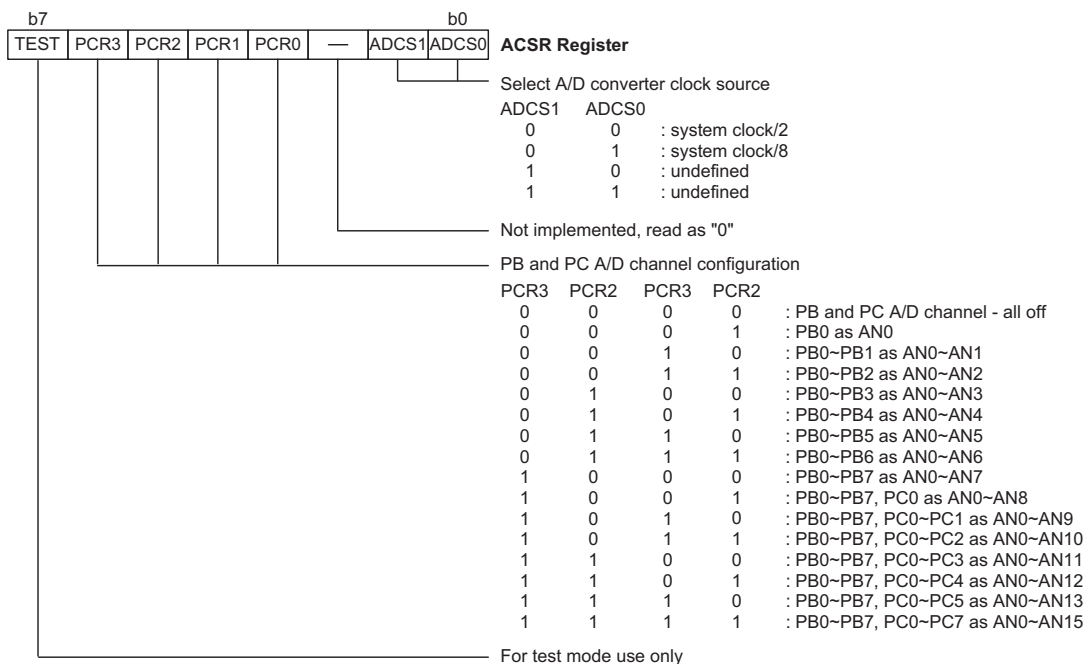 b7 b0
TEST PCR3 PCR2 PCR1 PCR0 — ADCS1 ADCS0 ACSR Register
Select A/D converter clock source
ADCS1 ADCS0
0 0 : system clock/2
0 1 : system clock/8
1 0 : undefined
1 1 : undefined
Not implemented, read as "0"
PB and PC A/D channel configuration
PCR3 PCR2 PCR3 PCR2
0 0 0 0 : PB and PC A/D channel - all off
0 0 0 1 : PB0 as AN0
0 0 1 0 : PB0~PB1 as AN0~AN1
0 0 1 1 : PB0~PB2 as AN0~AN2
0 1 0 0 : PB0~PB3 as AN0~AN3
0 1 0 1 : PB0~PB4 as AN0~AN4
0 1 1 0 : PB0~PB5 as AN0~AN5
0 1 1 1 : PB0~PB6 as AN0~AN6
1 0 0 0 : PB0~PB7 as AN0~AN7
1 0 0 1 : PB0~PB7, PC0 as AN0~AN8
1 0 1 0 : PB0~PB7, PC0~PC1 as AN0~AN9
1 0 1 1 : PB0~PB7, PC0~PC2 as AN0~AN10
1 1 0 0 : PB0~PB7, PC0~PC3 as AN0~AN11
1 1 0 1 : PB0~PB7, PC0~PC4 as AN0~AN12
1 1 1 0 : PB0~PB7, PC0~PC5 as AN0~AN13
1 1 1 1 : PB0~PB7, PC0~PC7 as AN0~AN15
For test mode use only